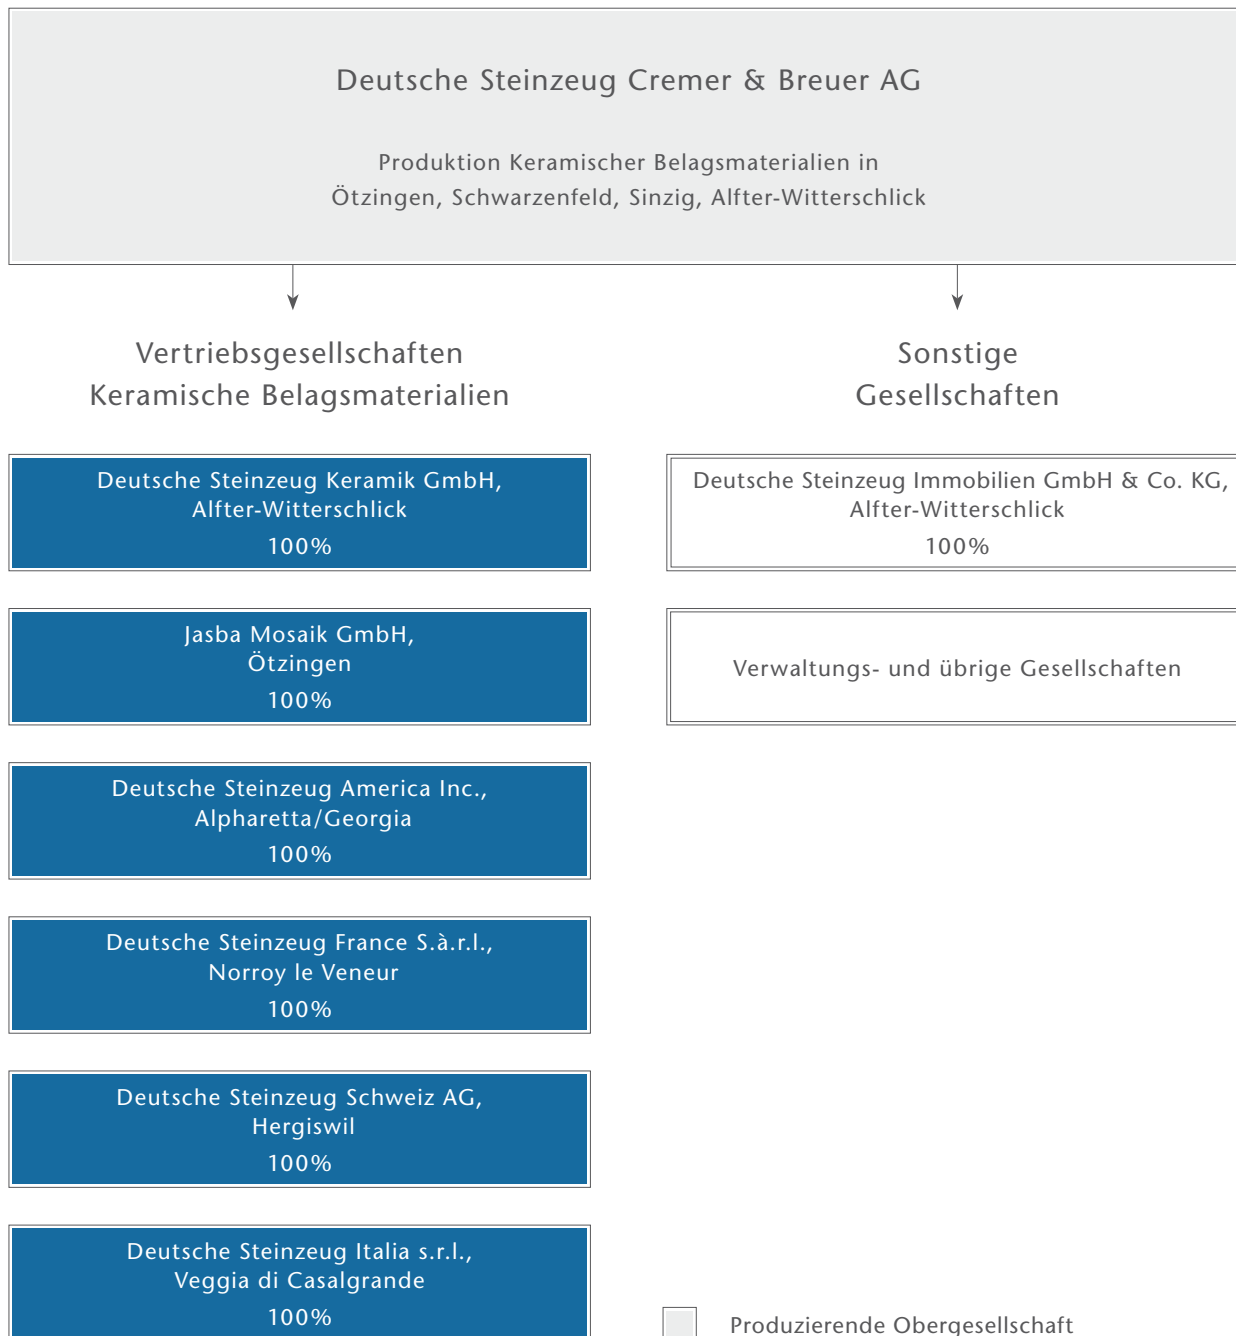 Deutsche Steinzeug Cremer & Breuer AG
Produktion Keramischer Belagsmaterialien in
Ötzingen, Schwarzenfeld, Sinzig, Alfter-Witterschlick
Vertriebsgesellschaften
Keramische Belagsmaterialien
Deutsche Steinzeug Keramik GmbH,
Alfter-Witterschlick
100%
Jasba Mosaik GmbH,
Ötzingen
100%
Deutsche Steinzeug America Inc.,
Alpharetta/Georgia
100%
Deutsche Steinzeug France S.à.r.l.,
Norroy le Veneur
100%
Deutsche Steinzeug Schweiz AG,
Hergiswil
100%
Deutsche Steinzeug Italia s.r.l.,
Veggia di Casalgrande
100%
Sonstige
Gesellschaften
Deutsche Steinzeug Immobilien GmbH & Co. KG,
Alfter-Witterschlick
100%
Verwaltungs- und übrige Gesellschaften
Produzierende Obergesellschaft